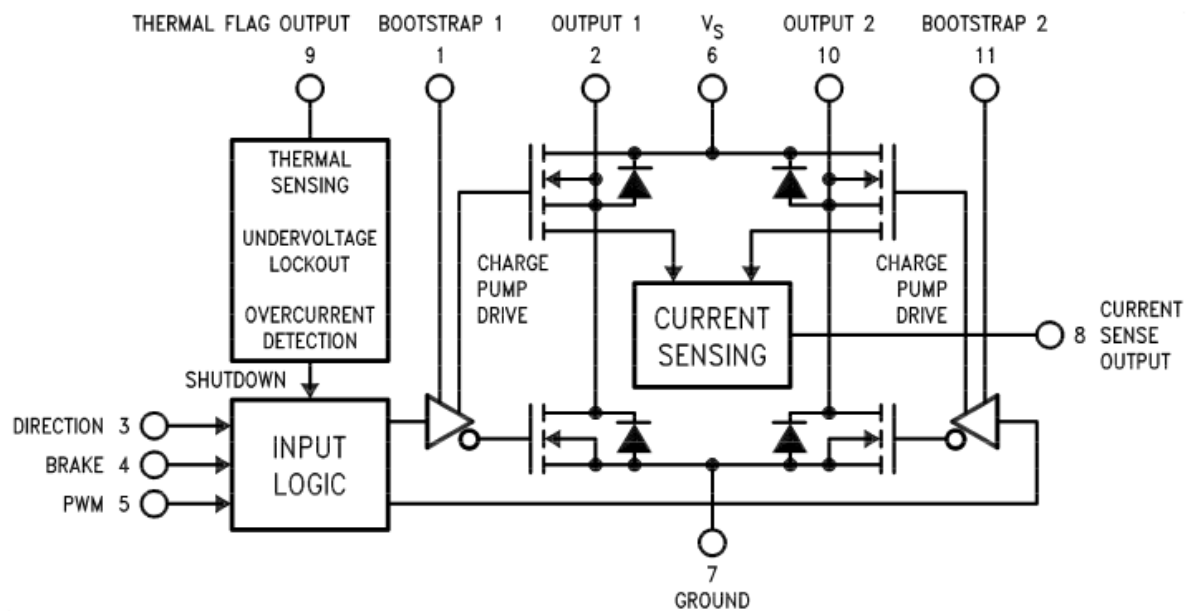 THERMAL FLAG OUTPUT
9
BOOTSTRAP 1
1
OUTPUT 1
2
VS
6
OUTPUT 2
10
BOOTSTRAP 2
11
THERMAL
SENSING
UNDERVOLTAGE
LOCKOUT
OVERCURRENT
DETECTION
CHARGE
PUMP
DRIVE
CURRENT
SENSING
CHARGE
PUMP
DRIVE
8 CURRENT
SENSE
OUTPUT
SHUTDOWN
DIRECTION 3
BRAKE 4
PWM 5
INPUT
LOGIC
7
GROUND